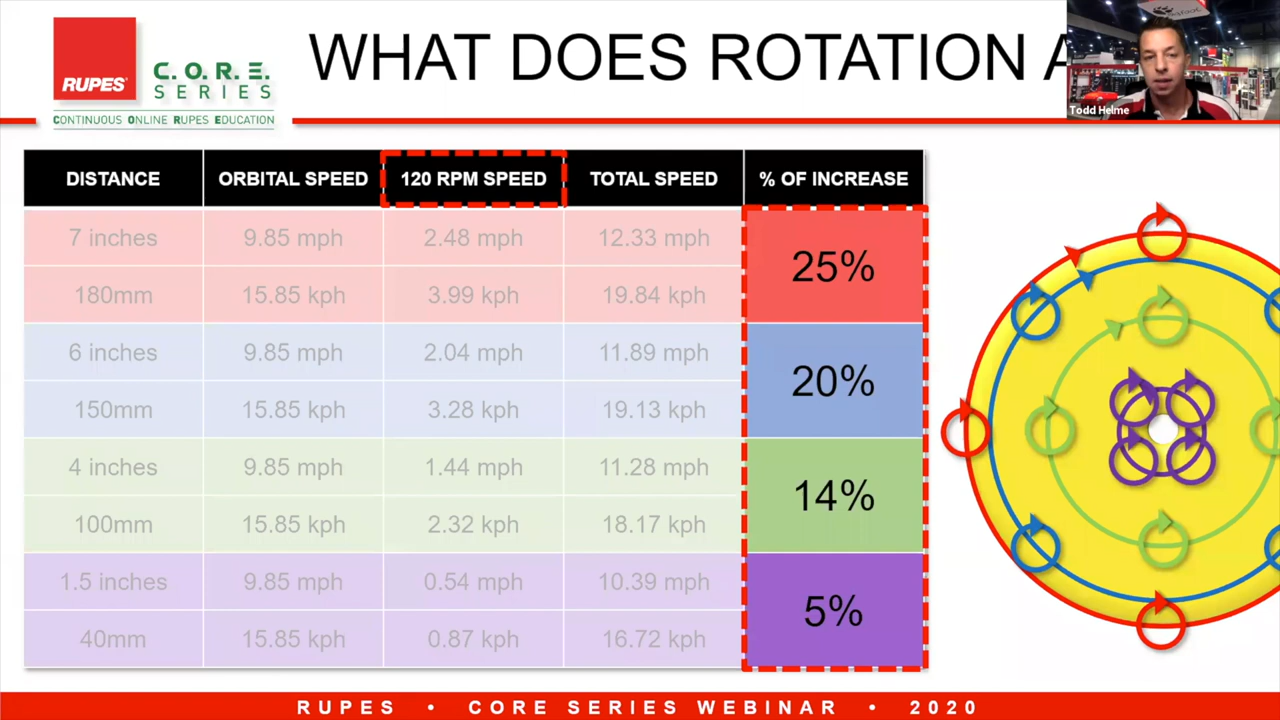 RUPES
C.O.R.E.
SERIES
CONTINUOUS ONLINE RUPES EDUCATION
WHAT DOES ROTATION A
Todd Helme
DISTANCE ORBITAL SPEED 120 RPM SPEED TOTAL SPEED % OF INCREASE
7 inches 9.85 mph 2.48 mph 12.33 mph 25%
180mm 15.85 kph 3.99 kph 19.84 kph
6 inches 9.85 mph 2.04 mph 11.89 mph 20%
150mm 15.85 kph 3.28 kph 19.13 kph
4 inches 9.85 mph 1.44 mph 11.28 mph 14%
100mm 15.85 kph 2.32 kph 18.17 kph
1.5 inches 9.85 mph 0.54 mph 10.39 mph 5%
40mm 15.85 kph 0.87 kph 16.72 kph
RUPES • CORE SERIES WEBINAR • 2020